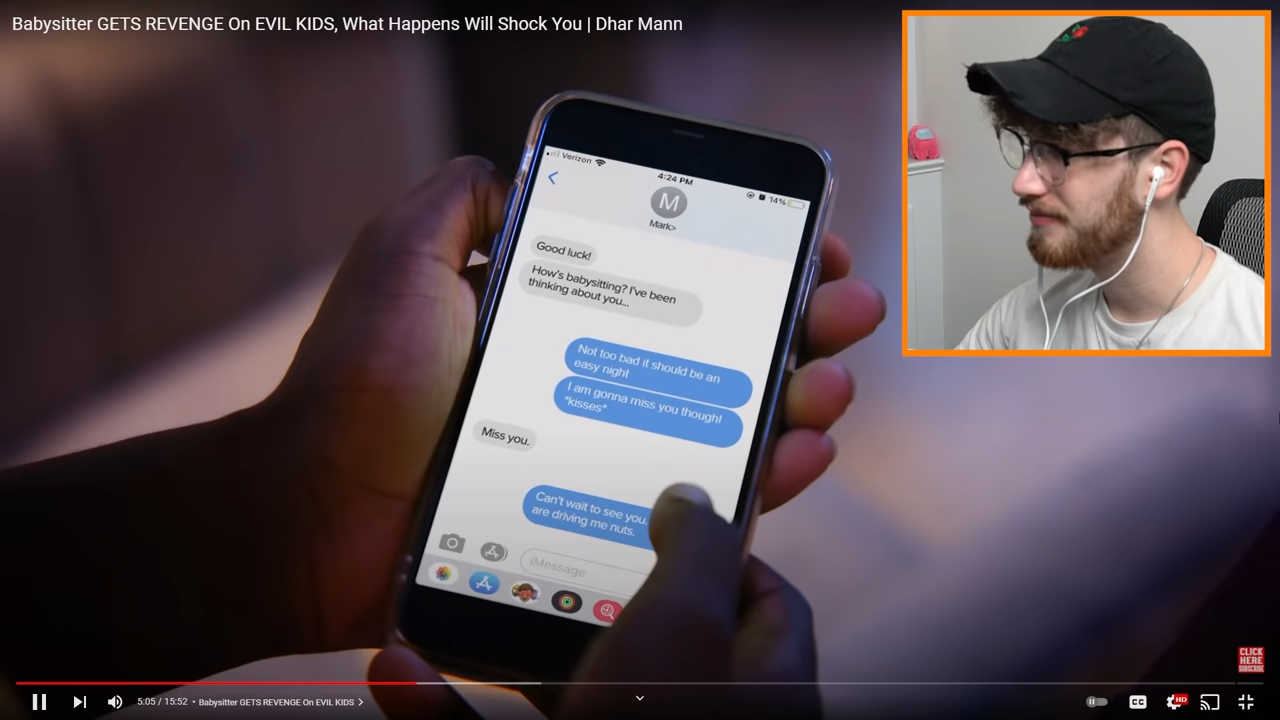 Babysitter GETS REVENGE On EVIL KIDS, What Happens Will Shock You | Dhar Mann
Verizon
4:24 PM
14%
M
Mark>
Good luck!
How's babysitting? I've been
thinking about you...
Not too bad it should be an
easy night
I am gonna miss you though!
*kisses*
Miss you.
Can't wait to see you.
are driving me nuts.
iMessage
CLICK
HERE
SUBSCRIBE
5:05 / 15:52 • Babysitter GETS REVENGE On EVIL KIDS >
CC
HD